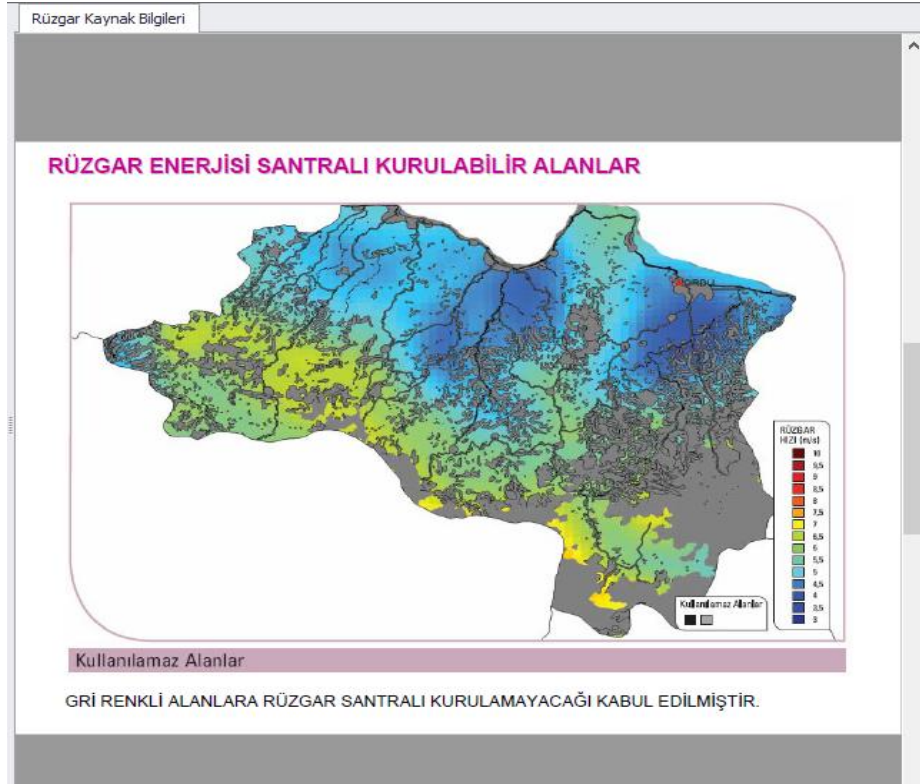 Rüzgar Kaynak Bilgileri
RÜZGAR ENERJİSİ SANTRALI KURULABİLİR ALANLAR
ORDU
RÜZGAR
HIZI (m/s)
10
9,5
9
8,5
8
7,5
7
6,5
6
5,5
5
4,5
4
3,5
3
Kullanılamaz Alanlar
Kullanılamaz Alanlar
GRİ RENKLİ ALANLARA RÜZGAR SANTRALI KURULAMAYACAĞI KABUL EDİLMİŞTİR.